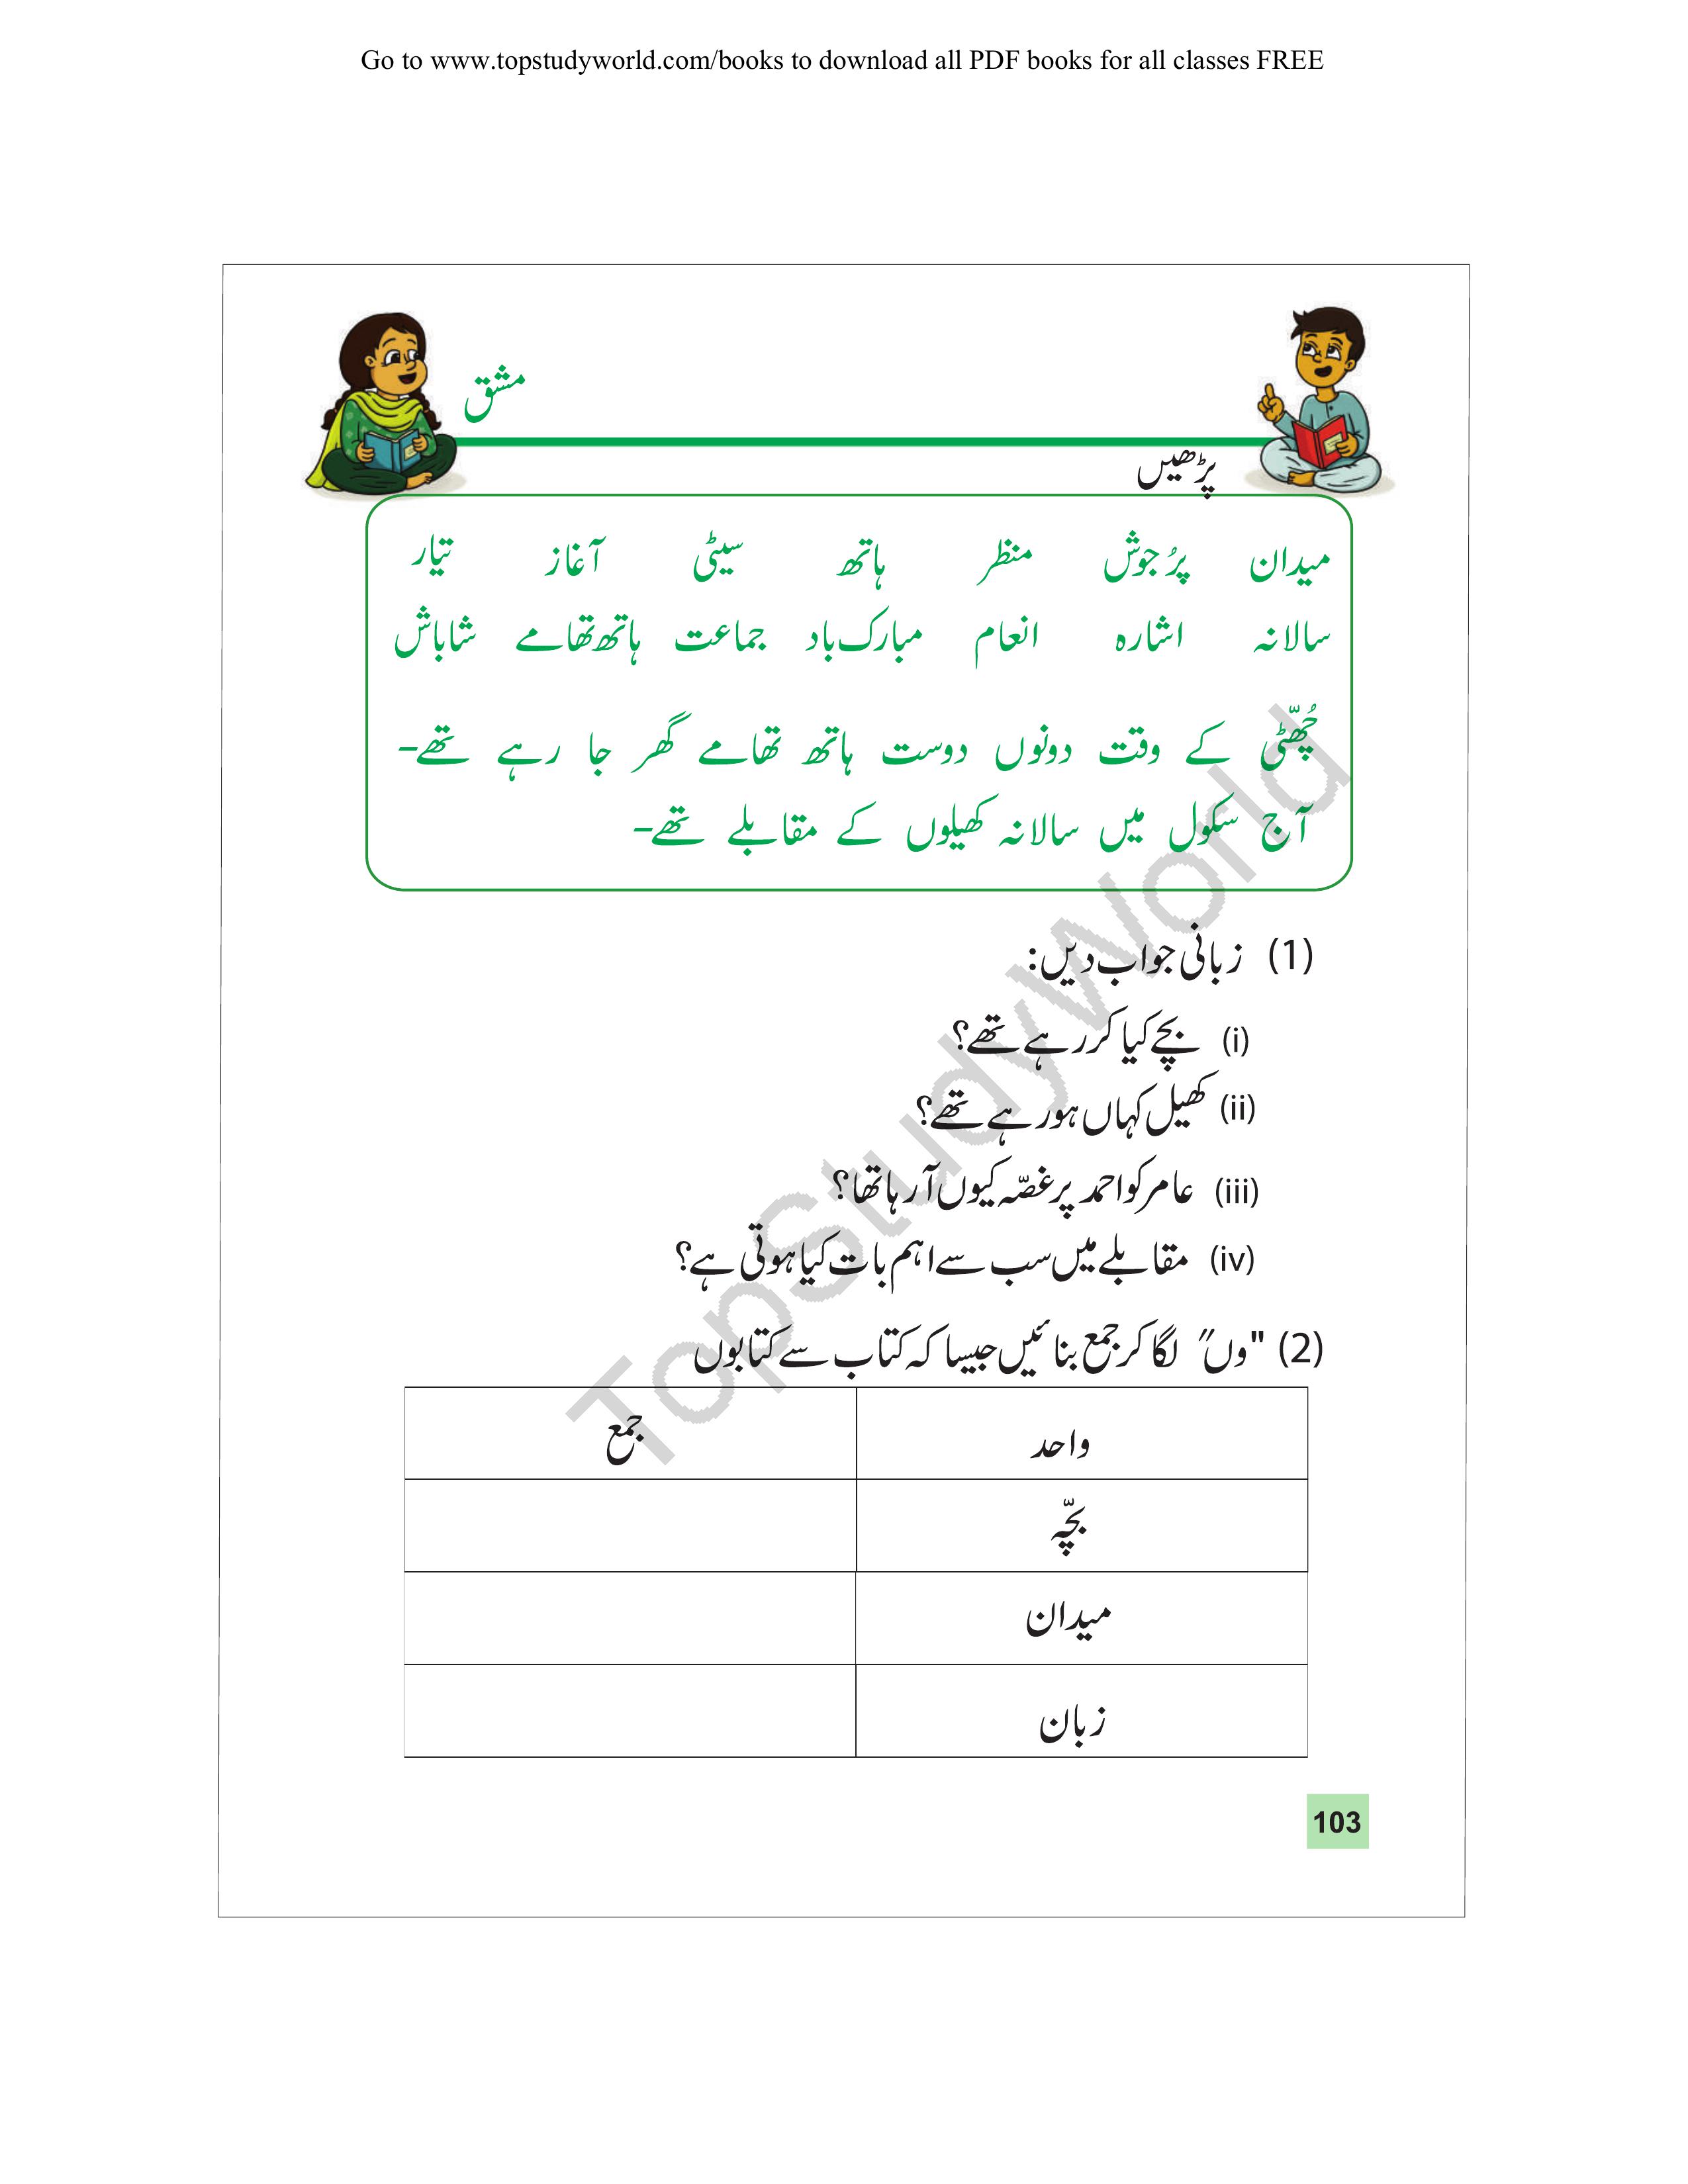 Go to www.topstudyworld.com/books to download all PDF books for all classes FREE
مشق
پڑھیں
میدان پُرجوش منظر ہاتھ سیٹی آغاز تیار
سالانہ اشارہ انعام مبارک باد جماعت ہاتھ تھامے شاباش
چُھٹّی کے وقت دونوں دوست ہاتھ تھامے گھر جا رہے تھے۔
آج سکول میں سالانہ کھیلوں کے مقابلے تھے۔
(1) زبانی جواب دیں:
(i) بچے کیا کر رہے تھے؟
(ii) کھیل کہاں ہو رہے تھے؟
(iii) عامر کو احمد پر غصّہ کیوں آ رہا تھا؟
(iv) مقابلے میں سب سے اہم بات کیا ہوتی ہے؟
(2) "وں" لگا کر جمع بنائیں جیسا کہ کتاب سے کتابوں
واحد جمع
بچّہ
میدان
زبان
103
TopStudyWorld